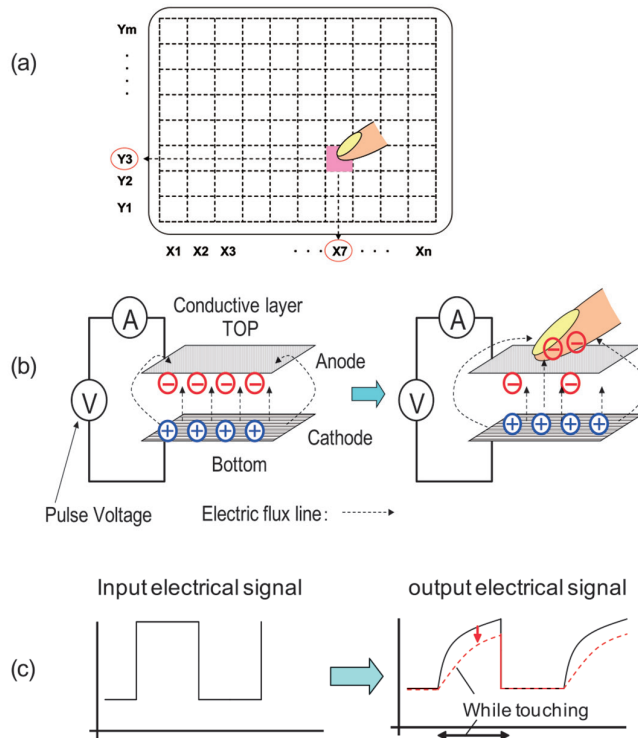 (a)
Ym
·
·
·
·
Y3
Y2
Y1
X1 X2 X3 · · · X7 · · · Xn
(b)
A
V
Conductive layer
TOP
Anode
− − − −
+ + + +
Cathode
Bottom
Pulse Voltage
Electric flux line :
A
V
− −
− −
+ + + +
(c)
Input electrical signal
output electrical signal
While touching